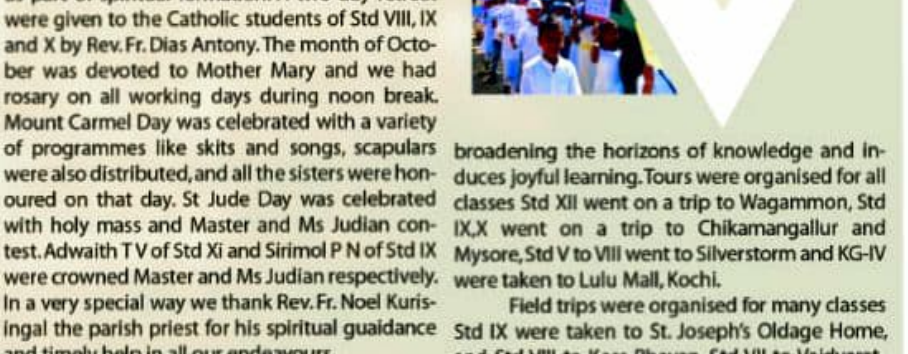 were given to the Catholic students of Std VIII, IX
and X by Rev. Fr. Dias Antony. The month of Octo-
ber was devoted to Mother Mary and we had
rosary on all working days during noon break.
Mount Carmel Day was celebrated with a variety
of programmes like skits and songs, scapulars
were also distributed, and all the sisters were hon-
oured on that day. St Jude Day was celebrated
with holy mass and Master and Ms Judian con-
test. Adwaith T V of Std Xi and Sirimol P N of Std IX
were crowned Master and Ms Judian respectively.
In a very special way we thank Rev. Fr. Noel Kuris-
ingal the parish priest for his spiritual guaidance
and timely help in all our endeavours
broadening the horizons of knowledge and in-
duces joyful learning. Tours were organised for all
classes Std XII went on a trip to Wagammon, Std
IX,X went on a trip to Chikamangallur and
Mysore, Std V to VIII went to Silverstorm and KG-IV
were taken to Lulu Mall, Kochi.
Field trips were organised for many classes
Std IX were taken to St. Joseph's Oldage Home,